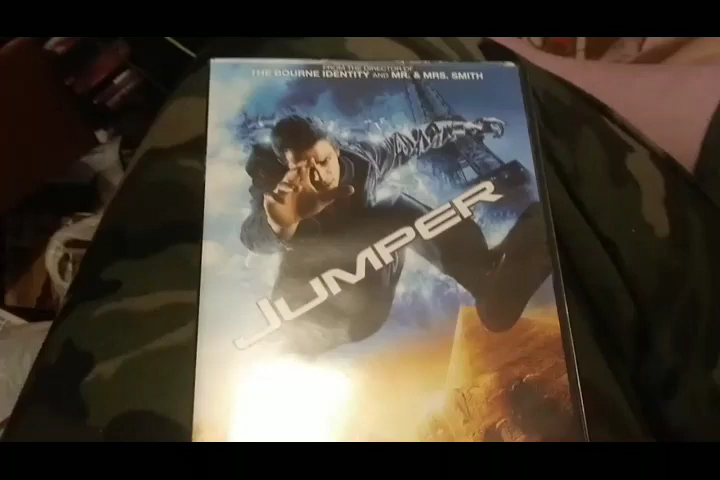 FROM THE DIRECTOR OF
THE BOURNE IDENTITY AND MR. & MRS. SMITH
JUMPER